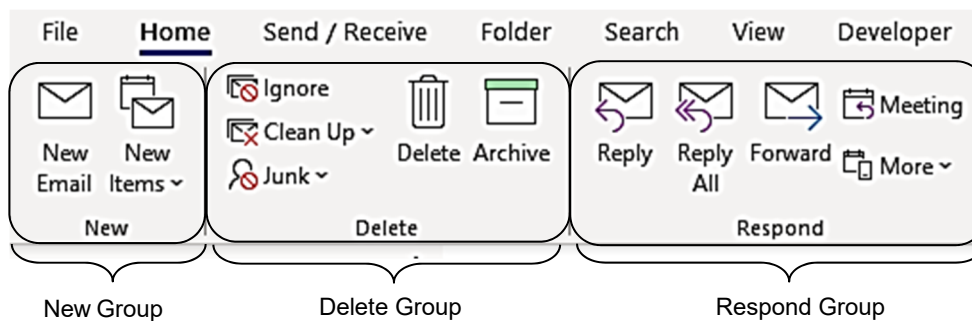 File Home Send / Receive Folder Search View Developer
New Email
New Items
Ignore
Clean Up
Junk
Delete
Archive
Reply
Reply All
Forward
Meeting
More
New Delete Respond
New Group Delete Group Respond Group